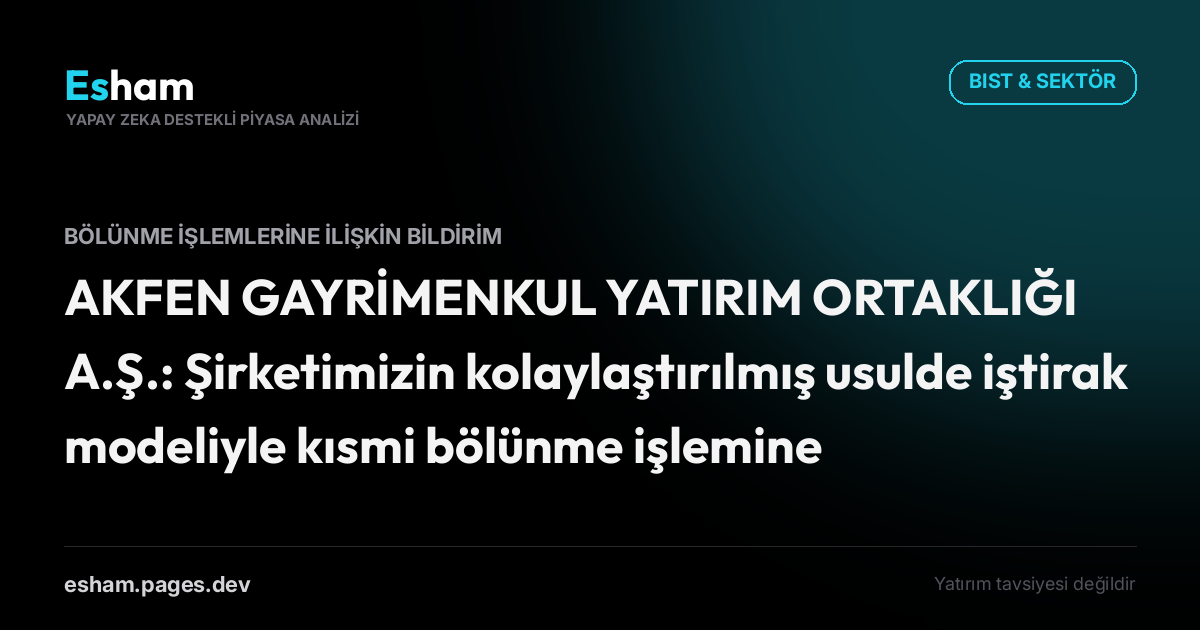 Esham
BIST & SEKTÖR
YAPAY ZEKA DESTEKLİ PİYASA ANALİZİ
BÖLÜNME İŞLEMLERİNE İLİŞKİN BİLDİRİM
AKFEN GAYRİMENKUL YATIRIM ORTAKLIĞI
A.Ş.: Şirketimizin kolaylaştırılmış usulde iştirak
modeliyle kısmi bölünme işlemine
esham.pages.dev
Yatırım tavsiyesi değildir